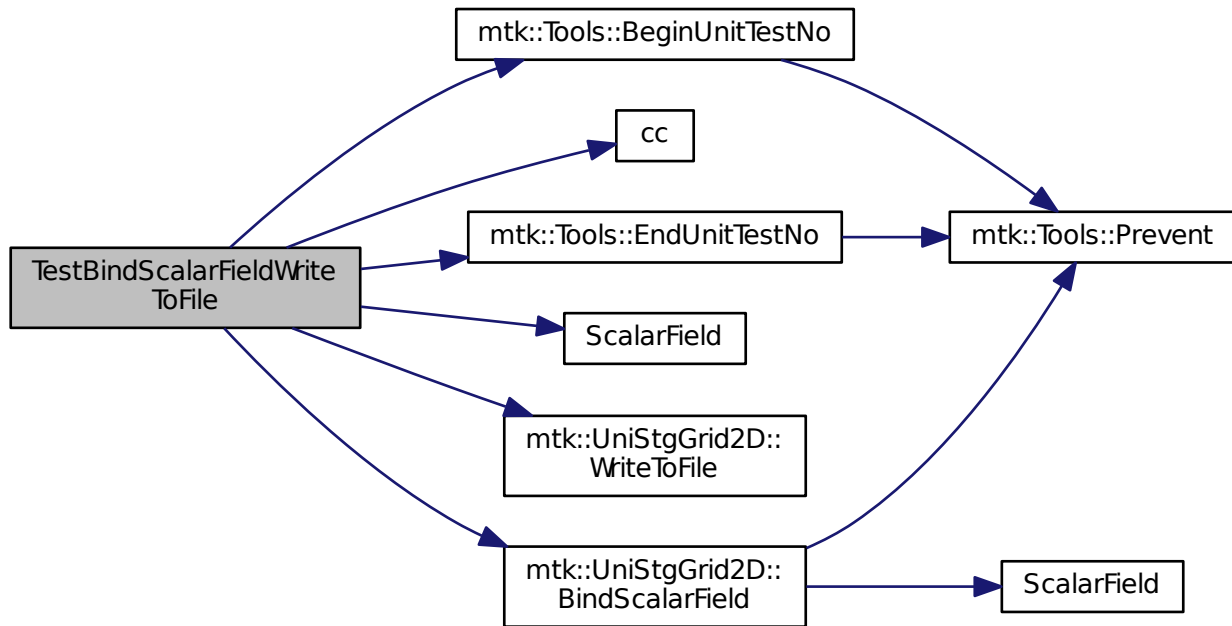 mtk::Tools::BeginUnitTestNo
cc
mtk::Tools::EndUnitTestNo
mtk::Tools::Prevent
TestBindScalarFieldWrite
ToFile
ScalarField
mtk::UniStgGrid2D::
WriteToFile
mtk::UniStgGrid2D::
BindScalarField
ScalarField